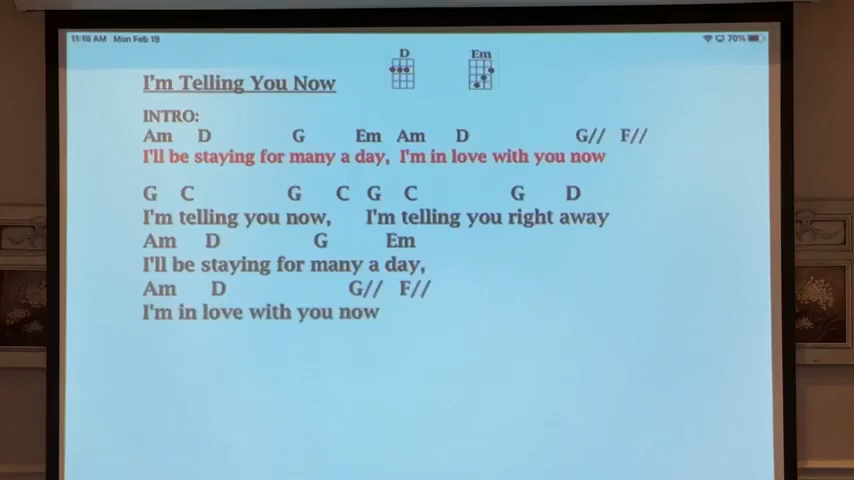 11:18 AM Mon Feb 19 70%
D Em
I'm Telling You Now
INTRO:
Am D G Em Am D G// F//
I'll be staying for many a day, I'm in love with you now
G C G C G C G D
I'm telling you now, I'm telling you right away
Am D G Em
I'll be staying for many a day,
Am D G// F//
I'm in love with you now